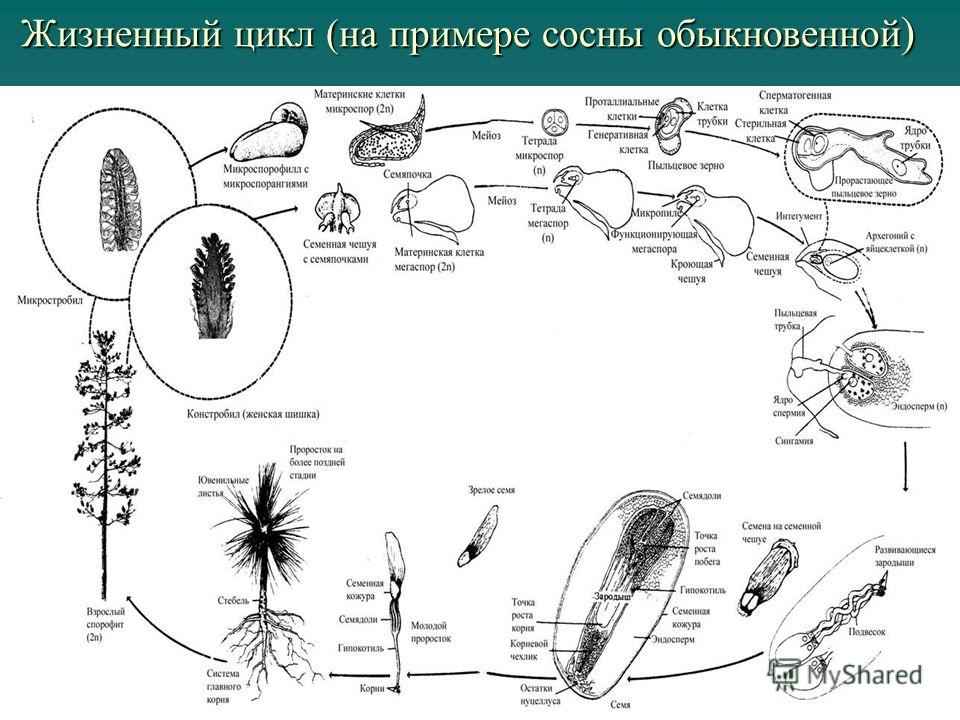 Жизненный цикл (на примере сосны обыкновенной)
Материнские клетки
микроспор (2n)
Микроспорофилл с
микроспорангиями
Мейоз
Тетрада
микроспор
(n)
Проталлиальные
клетки
Генеративная
клетка
Клетка
трубки
Пыльцевое зерно
Сперматогенная
клетка
Стерильная
клетка
Ядро
трубки
Прорастающее
пыльцевое зерно
Семяпочка
Семенная чешуя
с семяпочками
Материнская клетка
мегаспор (2n)
Мейоз
Тетрада
мегаспор
(n)
Микропиле
Функционирующая
мегаспора
Кроющая
чешуя
Семенная
чешуя
Интегумент
Архегоний с
яйцеклеткой (n)
Микростробил
Констробил (женская шишка)
Пыльцевая
трубка
Ядро
спермия
Сингамия
Эндосперм (n)
Проросток на
более поздней
стадии
Ювенильные
листья
Стебель
Система
главного
корня
Взрослый
спорофит
(2n)
Зрелое семя
Семенная
кожура
Семядоли
Гипокотиль
Молодой
проросток
Корни
Семядоли
Точка
роста
побега
Гипокотиль
Зародыш
Семенная
кожура
Эндосперм
Точка
роста
корня
Корневой
чехлик
Остатки
нуцеллуса
Семя
Семена на семенной
чешуе
Развивающиеся
зародыши
Подвесок
MyShared